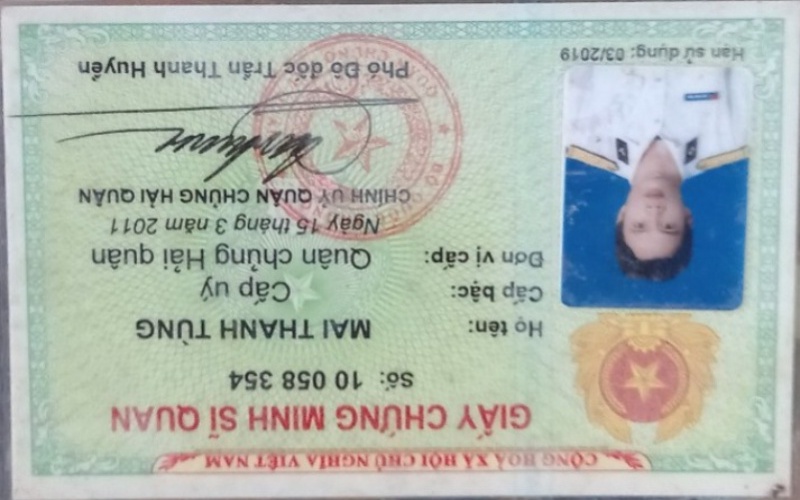 CỘNG HOÀ XÃ HỘI CHỦ NGHĨA VIỆT NAM
GIẤY CHỨNG MINH SĨ QUAN
Số: 10 058 354
Họ tên: MAI THANH TÙNG
Cấp bậc: Cấp uý
Đơn vị cấp: Quân chủng Hải quân
Ngày 15 tháng 3 năm 2011
CHÍNH UỶ QUÂN CHỦNG HẢI QUÂN
Phó Đô đốc Trần Thanh Huyền
Hạn sử dụng: 03/2019